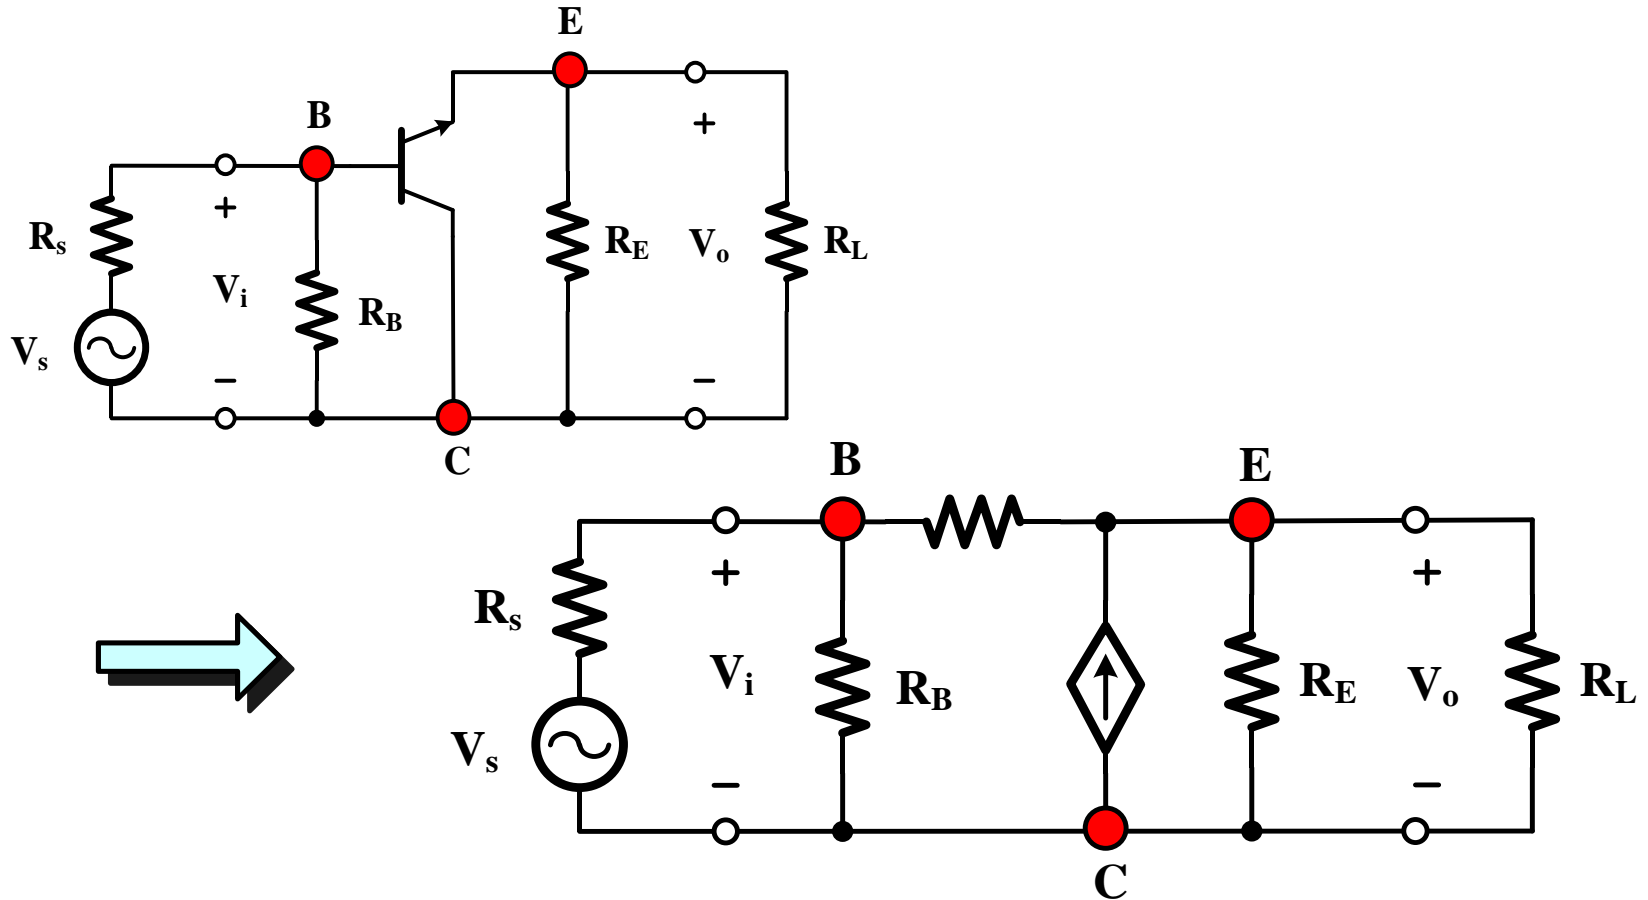 E
B
+
+
Rs
RE
Vo
RL
Vi
RB
Vs
−
−
C
B
E
+
+
Rs
Vi
RB
RE
Vo
RL
Vs
−
−
C